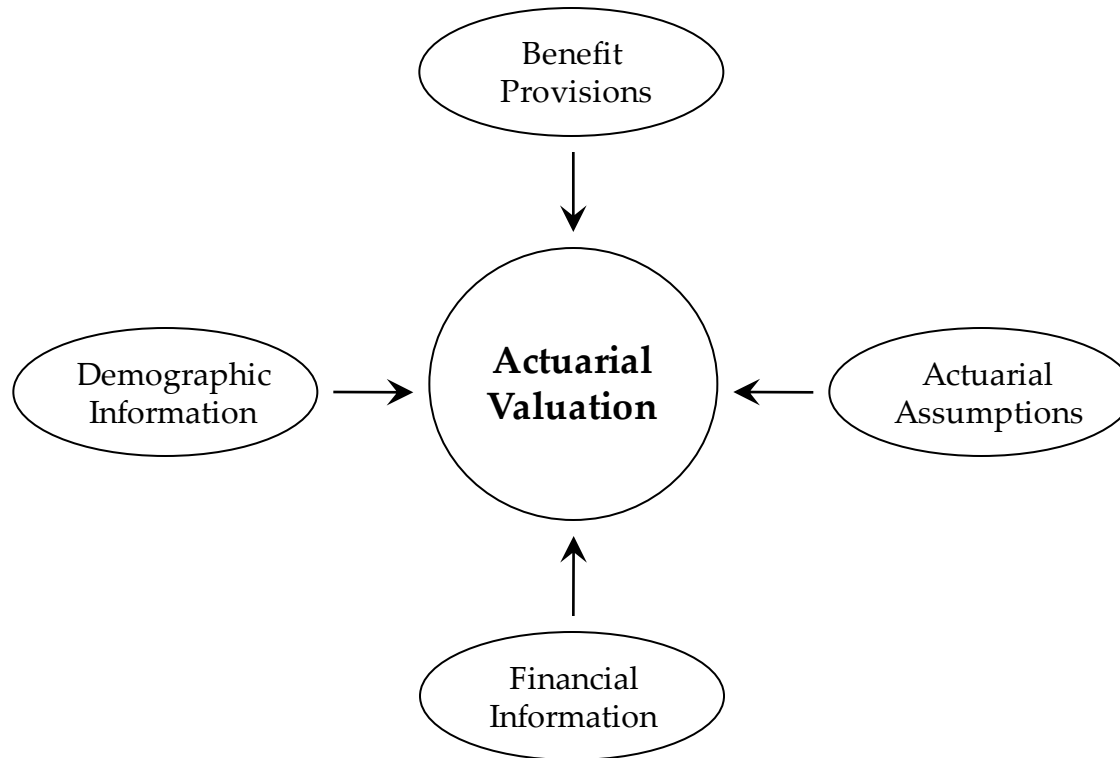 Benefit
Provisions
Demographic
Information
Actuarial
Valuation
Actuarial
Assumptions
Financial
Information